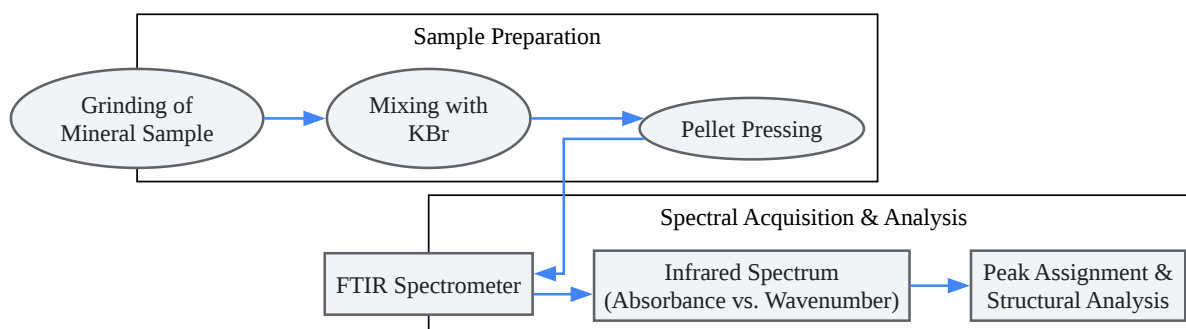 Sample Preparation
Grinding of
Mineral Sample
Mixing with
KBr
Pellet Pressing
Spectral Acquisition & Analysis
FTIR Spectrometer
Infrared Spectrum
(Absorbance vs. Wavenumber)
Peak Assignment &
Structural Analysis